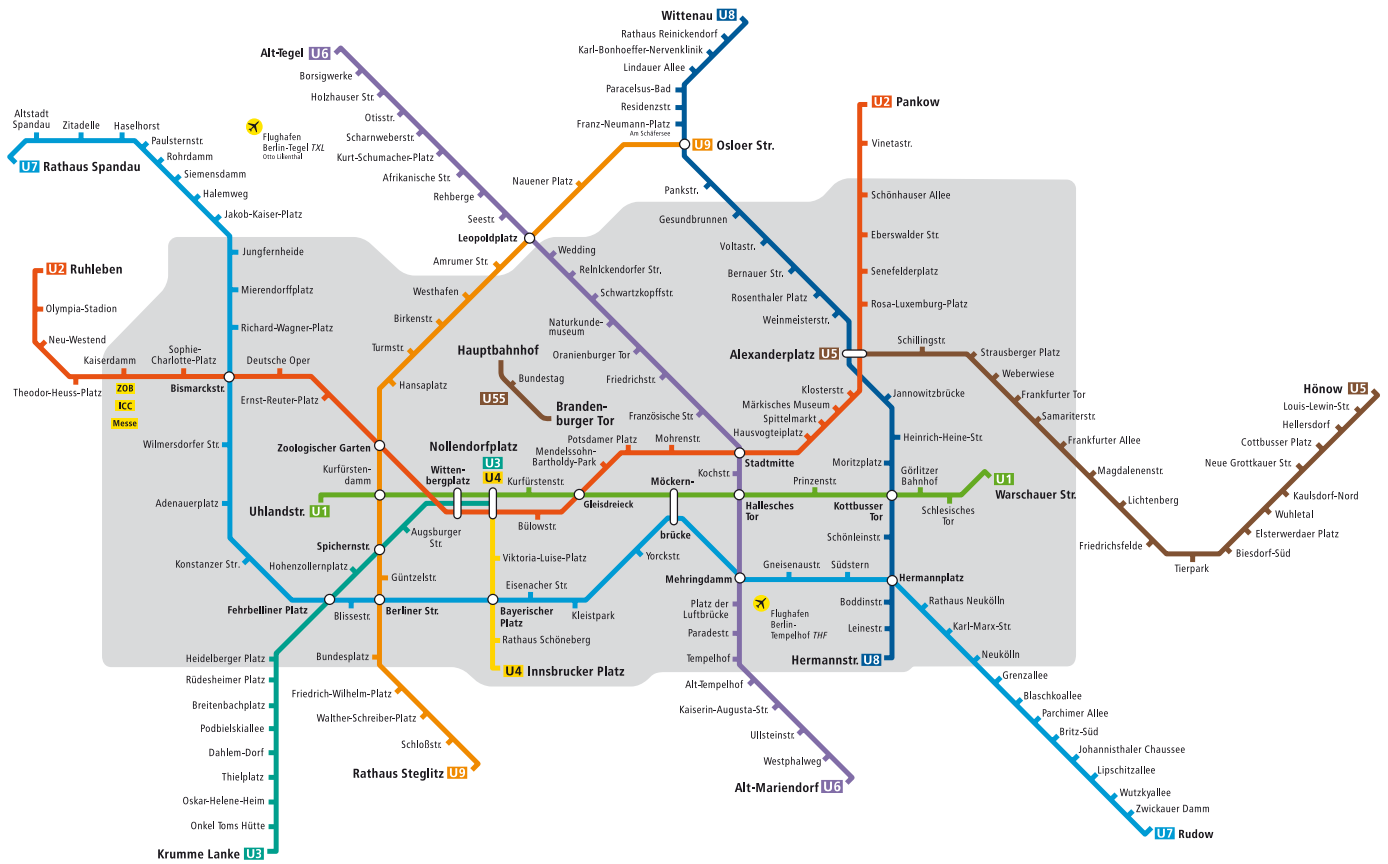 Wittenau U8
Rathaus Reinickendorf
Karl-Bonhoeffer-Nervenklinik
Lindauer Allee
Paracelsus-Bad
Residenzstr.
Franz-Neumann-Platz
Am Schäfersee
U9 Osloer Str.
Pankstr.
Gesundbrunnen
Voltastr.
Bernauer Str.
Rosenthaler Platz
Weinmeisterstr.
Alexanderplatz U5
Jannowitzbrücke
Heinrich-Heine-Str.
Moritzplatz
Kottbusser
Tor
Schönleinstr.
Hermannplatz
Boddinstr.
Leinestr.
Hermannstr. U8
Alt-Tegel U6
Borsigwerke
Holzhauser Str.
Otisstr.
Scharnweberstr.
Kurt-Schumacher-Platz
Afrikanische Str.
Rehberge
Seestr.
Leopoldplatz
Wedding
Relnlckendorfer Str.
Schwartzkopffstr.
Naturkunde-
museum
Oranienburger Tor
Friedrichstr.
Französische Str.
Stadtmitte
Kochstr.
Hallesches
Tor
Mehringdamm
Platz der
Luftbrücke
Paradestr.
Tempelhof
Alt-Tempelhof
Kaiserin-Augusta-Str.
Ullsteinstr.
Westphalweg
Alt-Mariendorf U6
Flughafen
Berlin-Tegel TXL
Otto Lilienthal
Flughafen
Berlin-
Tempelhof THF
Altstadt
Spandau
Zitadelle
Haselhorst
U7 Rathaus Spandau
Paulsternstr.
Rohrdamm
Siemensdamm
Halemweg
Jakob-Kaiser-Platz
Jungfernheide
Mierendorffplatz
Richard-Wagner-Platz
Bismarckstr.
Wilmersdorfer Str.
Adenauerplatz
Konstanzer Str.
Fehrbelliner Platz
Blissestr.
Berliner Str.
Bayerischer
Platz
Eisenacher Str.
Kleistpark
Yorckstr.
Möckern-
brücke
Gneisenaustr.
Südstern
Rathaus Neukölln
Karl-Marx-Str.
Neukölln
Grenzallee
Blaschkoallee
Parchimer Allee
Britz-Süd
Johannisthaler Chaussee
Lipschitzallee
Wutzkyallee
Zwickauer Damm
U7 Rudow
U2 Ruhleben
Olympia-Stadion
Neu-Westend
Theodor-Heuss-Platz
Kaiserdamm
ZOB
ICC
Messe
Sophie-
Charlotte-Platz
Deutsche Oper
Ernst-Reuter-Platz
Zoologischer Garten
Witten-
bergplatz
Nollendorfplatz
U3
U4
Bülowstr.
Gleisdreieck
Mendelssohn-
Bartholdy-Park
Potsdamer Platz
Mohrenstr.
Hausvogteiplatz
Spittelmarkt
Märkisches Museum
Klosterstr.
Rosa-Luxemburg-Platz
Senefelderplatz
Eberswalder Str.
Schönhauser Allee
Vinetastr.
U2 Pankow
Nauener Platz
Amrumer Str.
Westhafen
Birkenstr.
Turmstr.
Hansaplatz
Kurfürsten-
damm
Spichernstr.
Güntzelstr.
Bundesplatz
Friedrich-Wilhelm-Platz
Walther-Schreiber-Platz
Schloßstr.
Rathaus Steglitz U9
Hauptbahnhof
Bundestag
U55
Branden-
burger Tor
Uhlandstr. U1
Kurfürstenstr.
Prinzenstr.
Görlitzer
Bahnhof
Schlesisches
Tor
U1
Warschauer Str.
Augsburger
Str.
Hohenzollernplatz
Heidelberger Platz
Rüdesheimer Platz
Breitenbachplatz
Podbielskiallee
Dahlem-Dorf
Thielplatz
Oskar-Helene-Heim
Onkel Toms Hütte
Krumme Lanke U3
Viktoria-Luise-Platz
Rathaus Schöneberg
U4 Innsbrucker Platz
Schillingstr.
Strausberger Platz
Weberwiese
Frankfurter Tor
Samariterstr.
Frankfurter Allee
Magdalenenstr.
Lichtenberg
Friedrichsfelde
Tierpark
Biesdorf-Süd
Elsterwerdaer Platz
Wuhletal
Kaulsdorf-Nord
Neue Grottkauer Str.
Cottbusser Platz
Hellersdorf
Louis-Lewin-Str.
Hönow U5